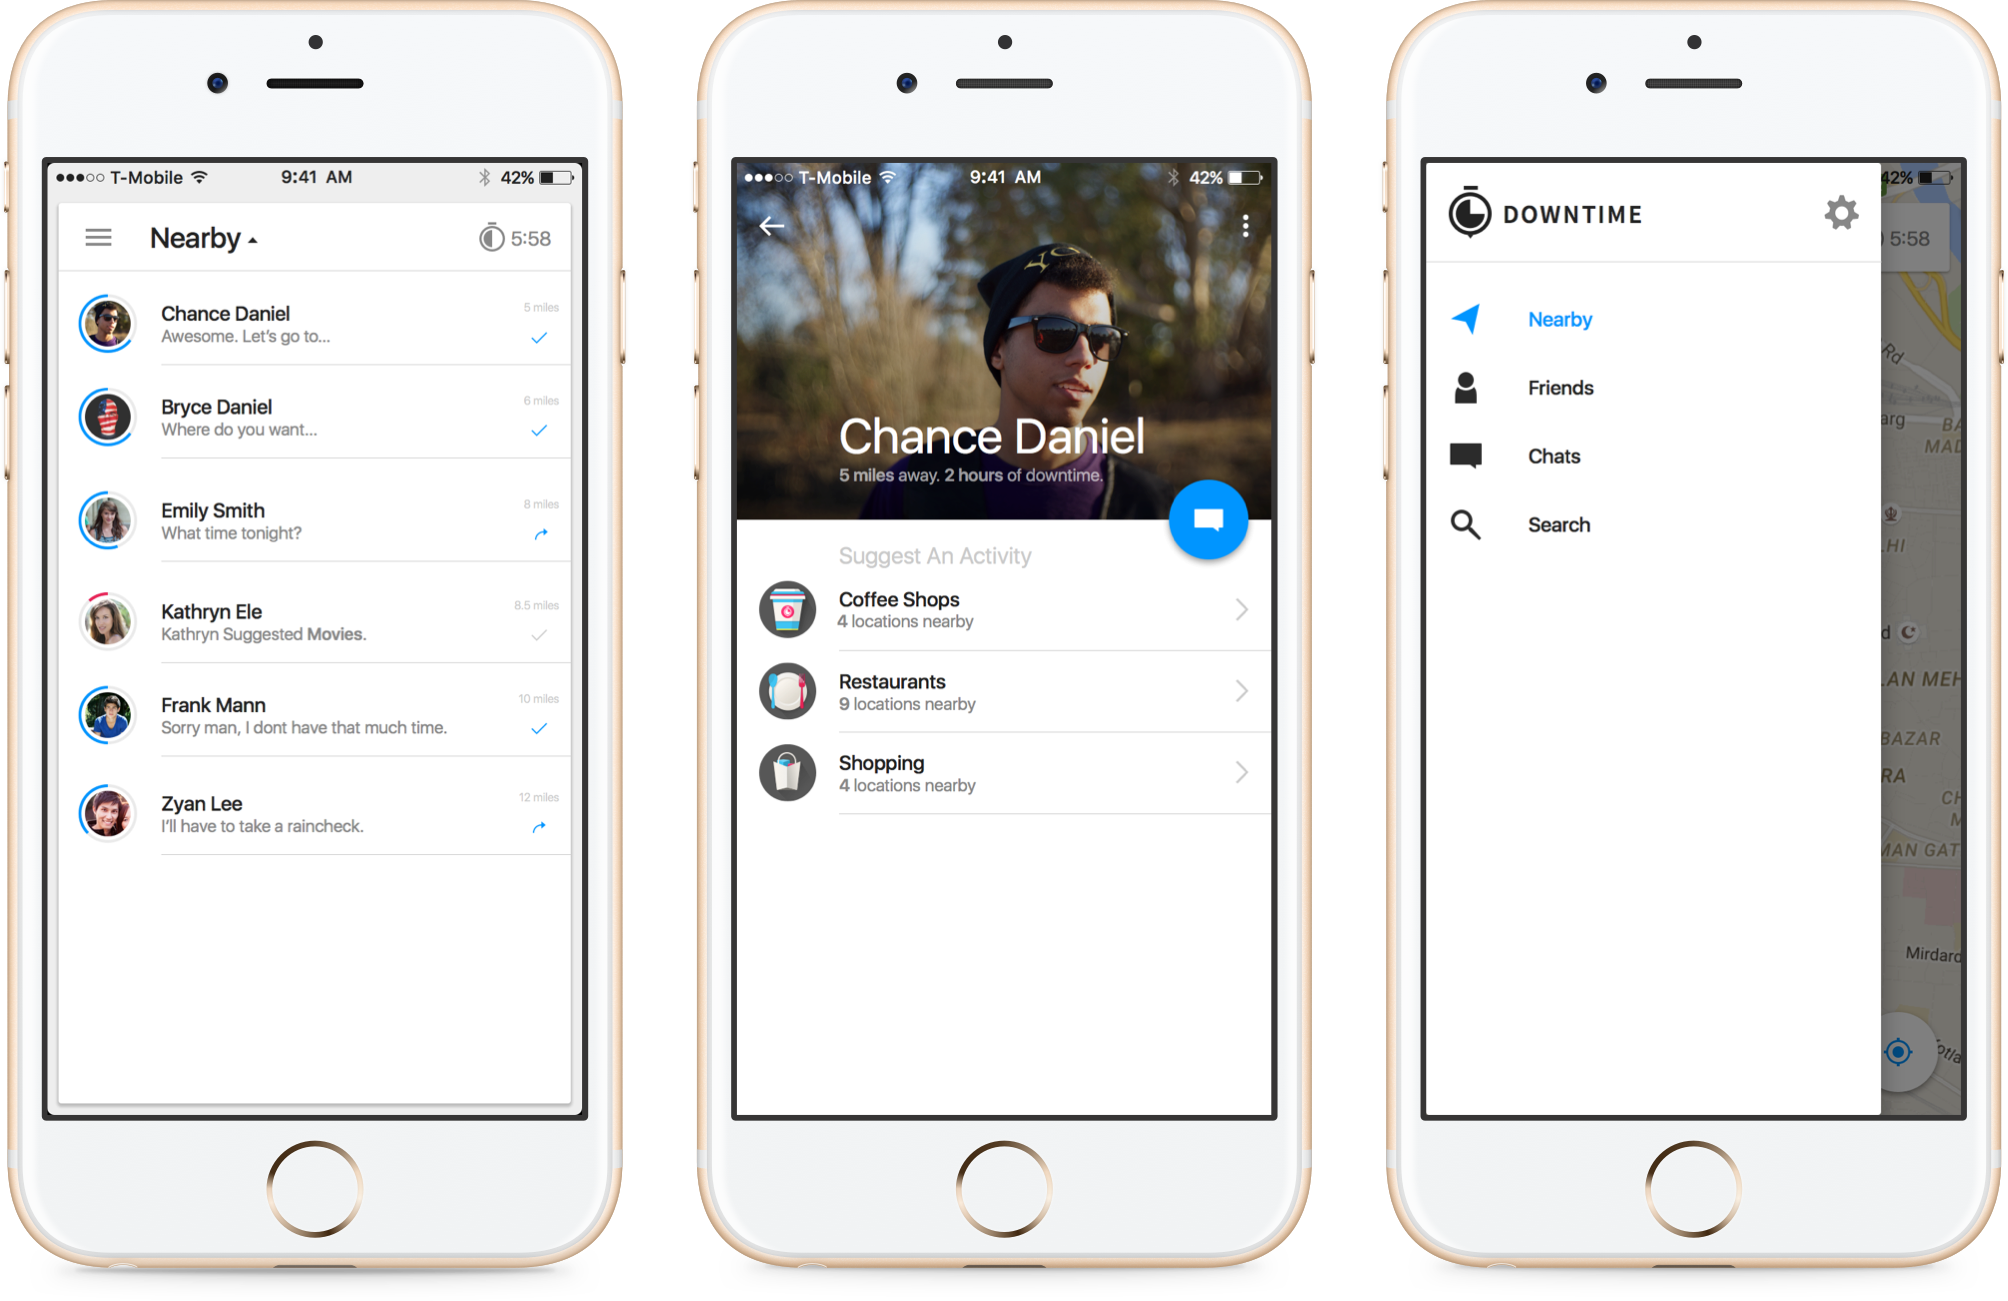 T-Mobile 9:41 AM 42%
Nearby 5:58
Chance Daniel 5 miles
Awesome. Let's go to...
Bryce Daniel 6 miles
Where do you want...
Emily Smith 8 miles
What time tonight?
Kathryn Ele 8.5 miles
Kathryn Suggested Movies.
Frank Mann 10 miles
Sorry man, I dont have that much time.
Zyan Lee 12 miles
I'll have to take a raincheck.
T-Mobile 9:41 AM 42%
Chance Daniel
5 miles away. 2 hours of downtime.
Suggest An Activity
Coffee Shops
4 locations nearby
Restaurants
9 locations nearby
Shopping
4 locations nearby
42%
DOWNTIME
5:58
Nearby
Friends
Chats
Search
Rd
arg
BA
MAD
LHI
d
LAN MEH
BAZAR
RA
CH
M
MAN GAT
Mirdard
otla